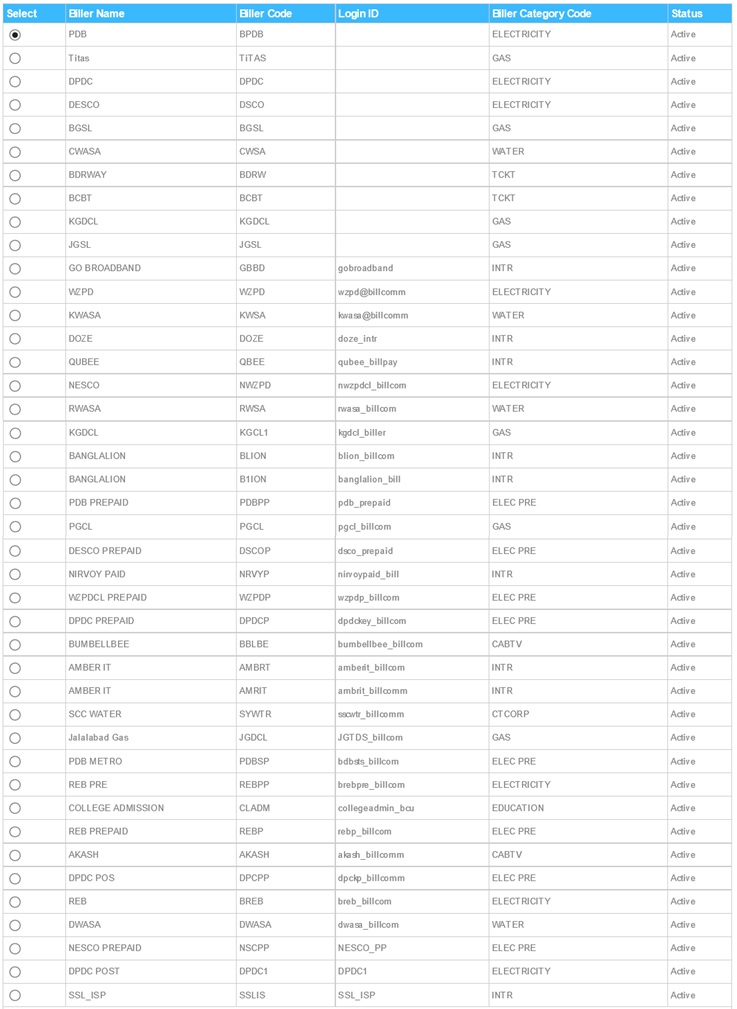 Select Biller Name Biller Code Login ID Biller Category Code Status
PDB BPDB ELECTRICITY Active
Titas TiTAS GAS Active
DPDC DPDC ELECTRICITY Active
DESCO DSCO ELECTRICITY Active
BGSL BGSL GAS Active
CWASA CWSA WATER Active
BDRWAY BDRW TCKT Active
BCBT BCBT TCKT Active
KGDCL KGDCL GAS Active
JGSL JGSL GAS Active
GO BROADBAND GBBD gobroadband INTR Active
WZPD WZPD wzpd@billcomm ELECTRICITY Active
KWASA KWSA kwasa@billcomm WATER Active
DOZE DOZE doze_intr INTR Active
QUBEE QBEE qubee_billpay INTR Active
NESCO NWZPD nwzpdcl_billcom ELECTRICITY Active
RWASA RWSA rwasa_billcom WATER Active
KGDCL KGCL1 kgdcl_biller GAS Active
BANGLALION BLION blion_billcom INTR Active
BANGLALION B1ION banglalion_bill INTR Active
PDB PREPAID PDBPP pdb_prepaid ELEC PRE Active
PGCL PGCL pgcl_billcom GAS Active
DESCO PREPAID DSCOP dsco_prepaid ELEC PRE Active
NIRVOY PAID NRVYP nirvoypaid_bill INTR Active
WZPDCL PREPAID WZPDP wzpdp_billcom ELEC PRE Active
DPDC PREPAID DPDCP dpdckey_billcom ELEC PRE Active
BUMBELLBEE BBLBE bumbellbee_billcom CABTV Active
AMBER IT AMBRT amberit_billcom INTR Active
AMBER IT AMRIT ambrit_billcomm INTR Active
SCC WATER SYWTR sscwtr_billcomm CTCORP Active
Jalalabad Gas JGDCL JGTDS_billcom GAS Active
PDB METRO PDBSP bdbsts_billcom ELEC PRE Active
REB PRE REBPP brebpre_billcom ELECTRICITY Active
COLLEGE ADMISSION CLADM collegeadmin_bcu EDUCATION Active
REB PREPAID REBP rebp_billcom ELEC PRE Active
AKASH AKASH akash_billcomm CABTV Active
DPDC POS DPCPP dpckp_billcomm ELEC PRE Active
REB BREB breb_billcom ELECTRICITY Active
DWASA DWASA dwasa_billcom WATER Active
NESCO PREPAID NSCPP NESCO_PP ELEC PRE Active
DPDC POST DPDC1 DPDC1 ELECTRICITY Active
SSL_ISP SSLIS SSL_ISP INTR Active